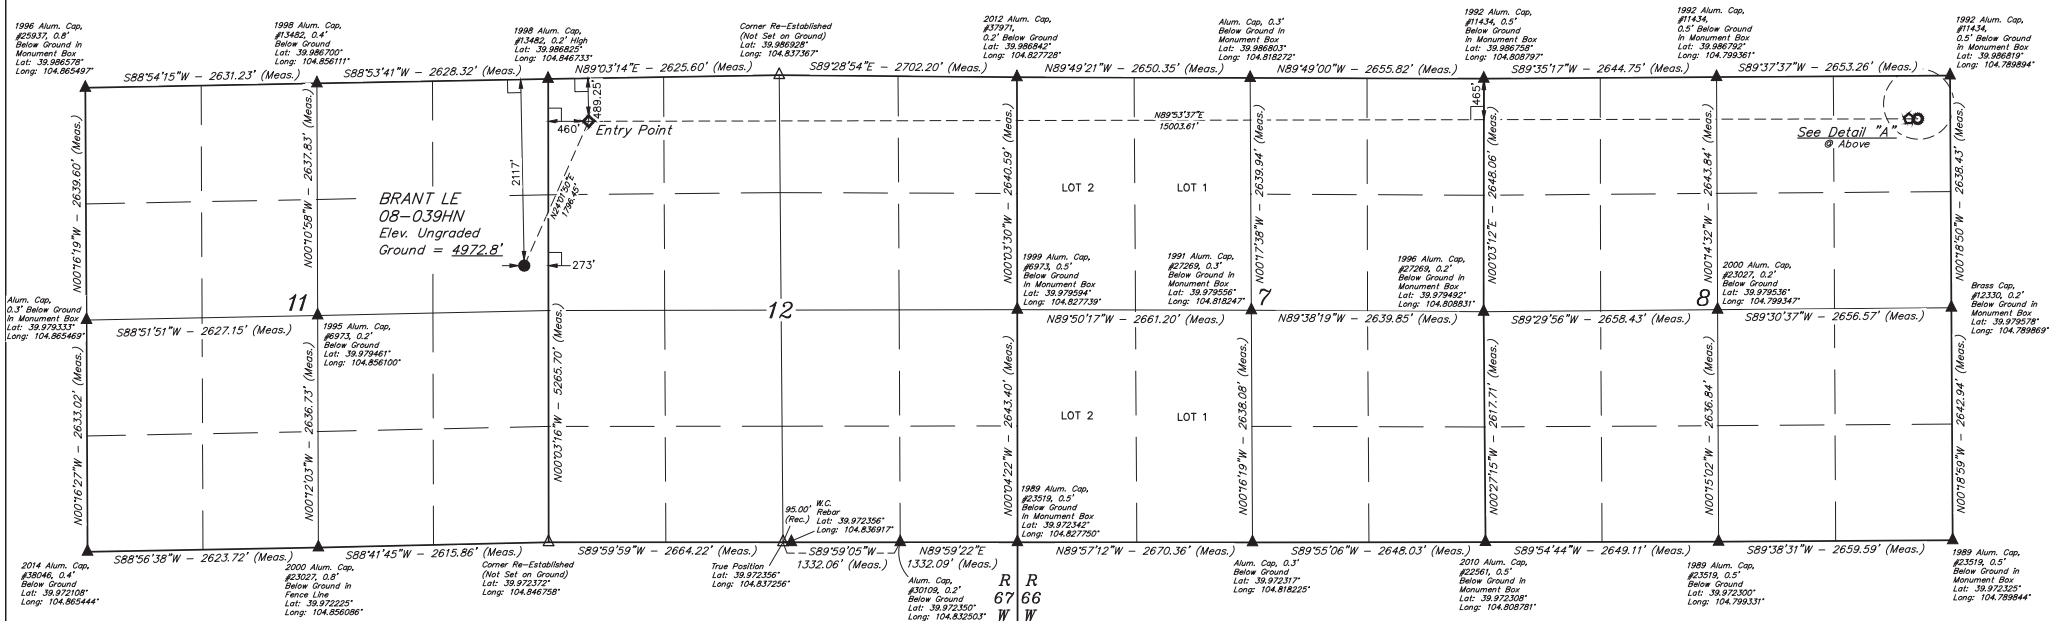 1996 Alum. Cap,
#25937, 0.8'
Below Ground in
Monument Box
Lat: 39.986578°
Long: 104.865497°
1998 Alum. Cap,
#13482, 0.4'
Below Ground
Lat: 39.986700°
Long: 104.856111°
1998 Alum. Cap,
#13482, 0.2' High
Lat: 39.986825°
Long: 104.846733°
Corner Re-Established
(Not Set on Ground)
Lat: 39.986928°
Long: 104.837367°
2012 Alum. Cap,
#37971,
0.2' Below Ground
Lat: 39.986842°
Long: 104.827728°
Alum. Cap, 0.3'
Below Ground in
Monument Box
Lat: 39.986803°
Long: 104.818272°
1992 Alum. Cap,
#11434, 0.5'
Below Ground in
Monument Box
Lat: 39.986758°
Long: 104.808797°
1992 Alum. Cap,
#11434,
0.5' Below Ground
in Monument Box
Lat: 39.986792°
Long: 104.799361°
1992 Alum. Cap,
#11434,
0.5' Below Ground
in Monument Box
Lat: 39.986819°
Long: 104.789894°
S88°54'15"W - 2631.23' (Meas.)
S88°53'41"W - 2628.32' (Meas.)
N89°03'14"E - 2625.60' (Meas.)
S89°28'54"E - 2702.20' (Meas.)
N89°49'21"W - 2650.35' (Meas.)
N89°49'00"W - 2655.82' (Meas.)
S89°35'17"W - 2644.75' (Meas.)
S89°37'37"W - 2653.26' (Meas.)
N00°16'19"W - 2639.60' (Meas.)
N00°10'58"W - 2637.83' (Meas.)
2117'
489.25'
460'
Entry Point
N24°01'50"E
1796.45'
N89°53'37"E
15003.61'
465'
See Detail "A"
@ Above
BRANT LE
08-039HN
Elev. Ungraded
Ground = 4972.8'
273'
LOT 2
LOT 1
N00°03'30"W - 2640.59' (Meas.)
N00°17'38"W - 2639.94' (Meas.)
N00°03'12"E - 2648.06' (Meas.)
N00°14'32"W - 2643.84' (Meas.)
N00°18'50"W - 2638.43' (Meas.)
Alum. Cap,
0.3' Below Ground
in Monument Box
Lat: 39.979333°
Long: 104.865469°
11
12
7
8
1999 Alum. Cap,
#6973, 0.5'
Below Ground
in Monument Box
Lat: 39.979594°
Long: 104.827739°
1991 Alum. Cap,
#27269, 0.3'
Below Ground in
Monument Box
Lat: 39.979556°
Long: 104.818247°
1996 Alum. Cap,
#27269, 0.2'
Below Ground in
Monument Box
Lat: 39.979492°
Long: 104.808831°
2000 Alum. Cap,
#23027, 0.2'
Below Ground
Lat: 39.979536°
Long: 104.799347°
Brass Cap,
#12330, 0.2'
Below Ground in
Monument Box
Lat: 39.979578°
Long: 104.789869°
S88°51'51"W - 2627.15' (Meas.)
1995 Alum. Cap,
#6973, 0.2'
Below Ground
Lat: 39.979461°
Long: 104.856100°
N89°50'17"W - 2661.20' (Meas.)
N89°38'19"W - 2639.85' (Meas.)
S89°29'56"W - 2658.43' (Meas.)
S89°30'37"W - 2656.57' (Meas.)
N00°16'27"W - 2633.02' (Meas.)
N00°12'03"W - 2636.73' (Meas.)
N00°03'16"W - 5265.70' (Meas.)
N00°04'22"W - 2643.40' (Meas.)
LOT 2
LOT 1
N00°16'19"W - 2638.08' (Meas.)
N00°27'15"W - 2617.71' (Meas.)
N00°15'02"W - 2636.84' (Meas.)
N00°18'59"W - 2642.94' (Meas.)
95.00'
(Rec.)
W.C.
Rebar
Lat: 39.972356°
Long: 104.836917°
1989 Alum. Cap,
#23519, 0.5'
Below Ground
in Monument Box
Lat: 39.972342°
Long: 104.827750°
S88°56'38"W - 2623.72' (Meas.)
S88°41'45"W - 2615.86' (Meas.)
S89°59'59"W - 2664.22' (Meas.)
S89°59'05"W
1332.06' (Meas.)
N89°59'22"E
1332.09' (Meas.)
N89°57'12"W - 2670.36' (Meas.)
S89°55'06"W - 2648.03' (Meas.)
S89°54'44"W - 2649.11' (Meas.)
S89°38'31"W - 2659.59' (Meas.)
2014 Alum. Cap,
#38046, 0.4'
Below Ground
Lat: 39.972108°
Long: 104.865444°
2000 Alum. Cap,
#23027, 0.8'
Below Ground in
Fence Line
Lat: 39.972225°
Long: 104.856086°
Corner Re-Established
(Not Set on Ground)
Lat: 39.972372°
Long: 104.846758°
True Position
Lat: 39.972356°
Long: 104.837256°
Alum. Cap,
#30109, 0.2'
Below Ground
Lat: 39.972350°
Long: 104.832503°
R R
67 66
W W
Alum. Cap, 0.3'
Below Ground
Lat: 39.972317°
Long: 104.818225°
2010 Alum. Cap,
#22561, 0.5'
Below Ground in
Monument Box
Lat: 39.972308°
Long: 104.808781°
1989 Alum. Cap,
#23519, 0.5'
Below Ground
Lat: 39.972300°
Long: 104.799331°
1989 Alum. Cap,
#23519, 0.5'
Below Ground in
Monument Box
Lat: 39.972325°
Long: 104.789844°